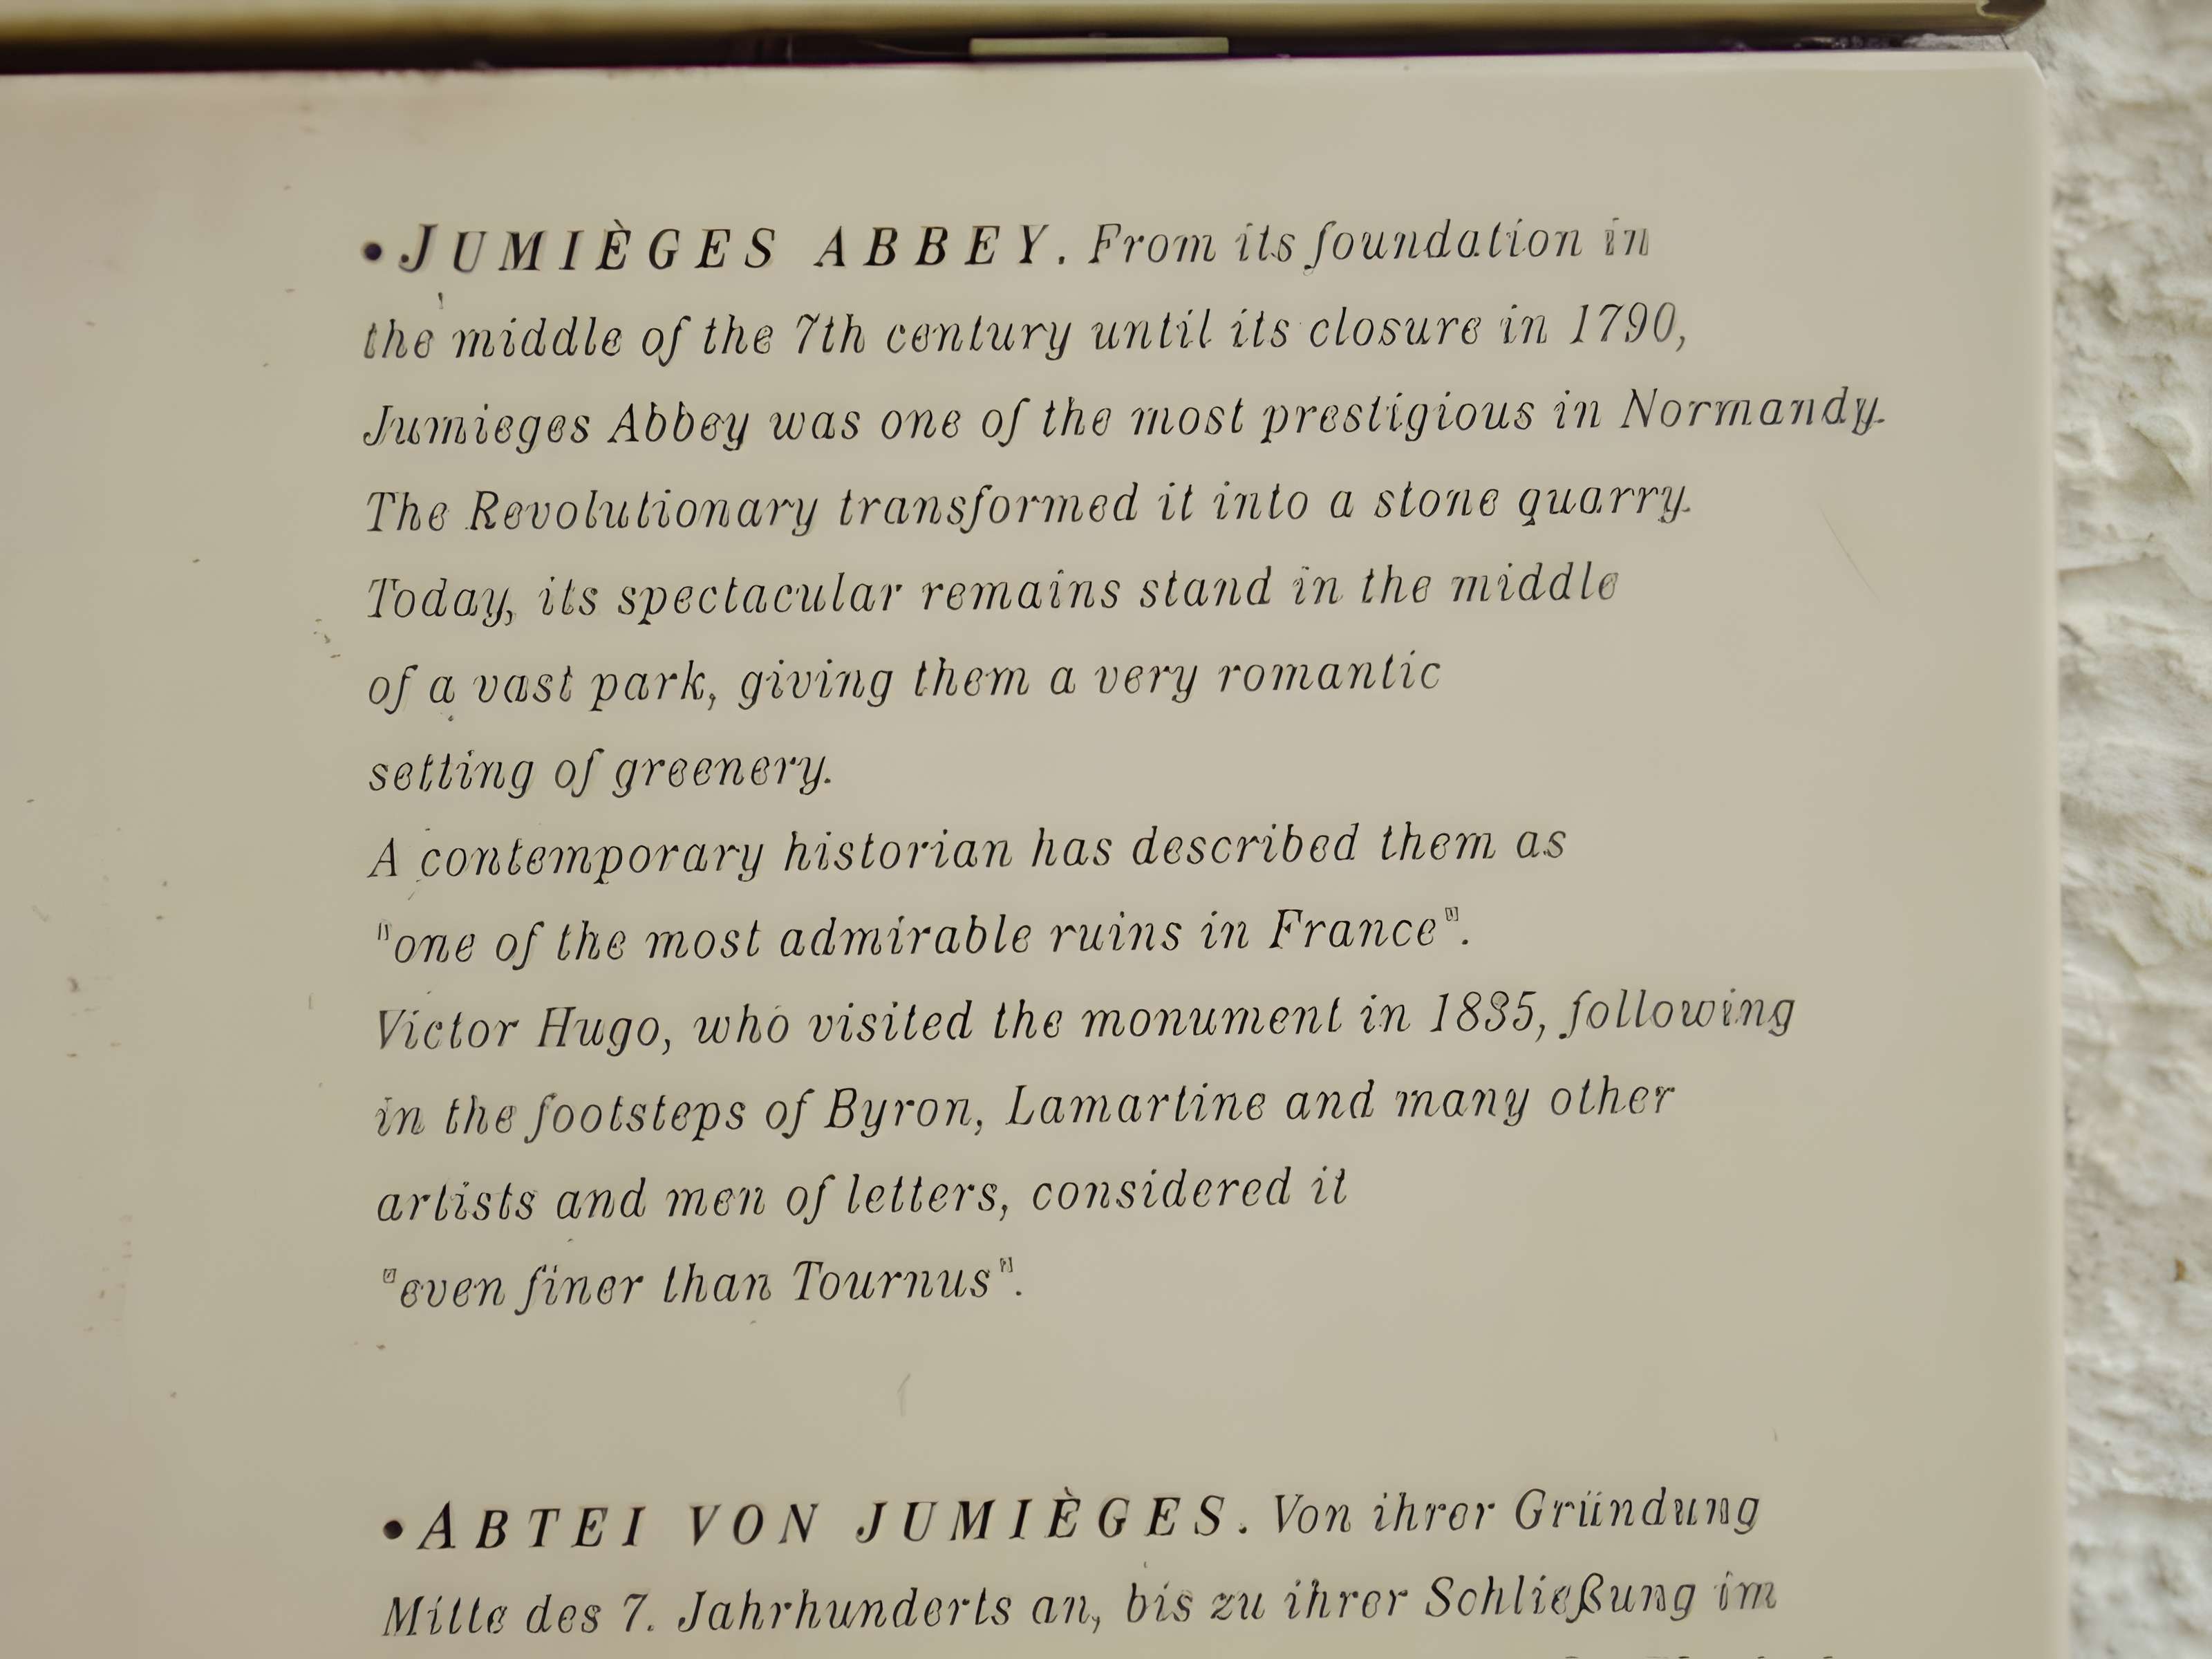 •JUMIÈGES ABBEY. From its foundation in
the middle of the 7th century until its closure in 1790,
Jumieges Abbey was one of the most prestigious in Normandy.
The Revolutionary transformed it into a stone quarry.
Today, its spectacular remains stand in the middle
of a vast park, giving them a very romantic
setting of greenery.
A contemporary historian has described them as
"one of the most admirable ruins in France".
Victor Hugo, who visited the monument in 1835, following
in the footsteps of Byron, Lamartine and many other
artists and men of letters, considered it
"even finer than Tournus".
•ABTEI VON JUMIÈGES. Von ihrer Gründung
Mitte des 7. Jahrhunderts an, bis zu ihrer Schließung im